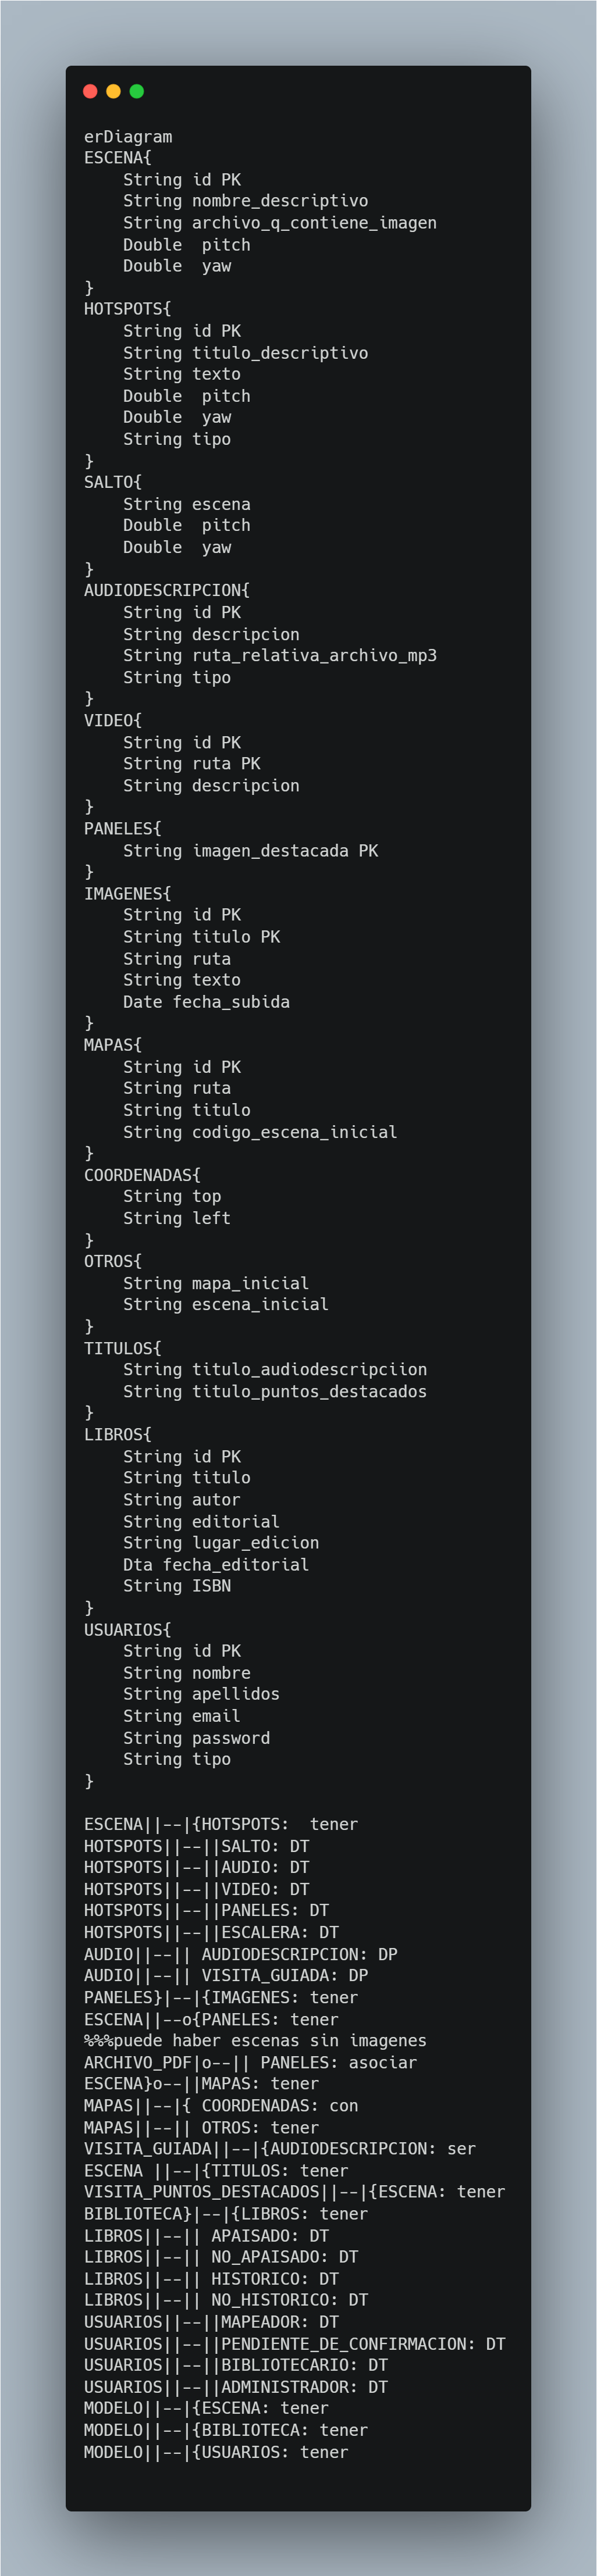 erDiagram
ESCENA{
    String id PK
    String nombre_descriptivo
    String archivo_q_contiene_imagen
    Double  pitch
    Double  yaw
}
HOTSPOTS{
    String id PK
    String titulo_descriptivo
    String texto
    Double  pitch
    Double  yaw
    String tipo
}
SALTO{
    String escena
    Double  pitch
    Double  yaw
}
AUDIODESCRIPCION{
    String id PK
    String descripcion
    String ruta_relativa_archivo_mp3
    String tipo
}
VIDEO{
    String id PK
    String ruta PK
    String descripcion
}
PANELES{
    String imagen_destacada PK
}
IMAGENES{
    String id PK
    String titulo PK
    String ruta
    String texto
    Date fecha_subida
}
MAPAS{
    String id PK
    String ruta
    String titulo
    String codigo_escena_inicial
}
COORDENADAS{
    String top
    String left
}
OTROS{
    String mapa_inicial
    String escena_inicial
}
TITULOS{
    String titulo_audiodescripciion
    String titulo_puntos_destacados
}
LIBROS{
    String id PK
    String titulo
    String autor
    String editorial
    String lugar_edicion
    Dta fecha_editorial
    String ISBN
}
USUARIOS{
    String id PK
    String nombre
    String apellidos
    String email
    String password
    String tipo
}

ESCENA||--|{HOTSPOTS:  tener
HOTSPOTS||--||SALTO: DT
HOTSPOTS||--||AUDIO: DT
HOTSPOTS||--||VIDEO: DT
HOTSPOTS||--||PANELES: DT
HOTSPOTS||--||ESCALERA: DT
AUDIO||--|| AUDIODESCRIPCION: DP
AUDIO||--|| VISITA_GUIADA: DP
PANELES}|--|{IMAGENES: tener
ESCENA||--o{PANELES: tener
%%%puede haber escenas sin imagenes
ARCHIVO_PDF|o--|| PANELES: asociar
ESCENA}o--||MAPAS: tener
MAPAS||--|{ COORDENADAS: con
MAPAS||--|| OTROS: tener
VISITA_GUIADA||--|{AUDIODESCRIPCION: ser
ESCENA ||--|{TITULOS: tener
VISITA_PUNTOS_DESTACADOS||--|{ESCENA: tener
BIBLIOTECA}|--|{LIBROS: tener
LIBROS||--|| APAISADO: DT
LIBROS||--|| NO_APAISADO: DT
LIBROS||--|| HISTORICO: DT
LIBROS||--|| NO_HISTORICO: DT
USUARIOS||--||MAPEADOR: DT
USUARIOS||--||PENDIENTE_DE_CONFIRMACION: DT
USUARIOS||--||BIBLIOTECARIO: DT
USUARIOS||--||ADMINISTRADOR: DT
MODELO||--|{ESCENA: tener
MODELO||--|{BIBLIOTECA: tener
MODELO||--|{USUARIOS: tener